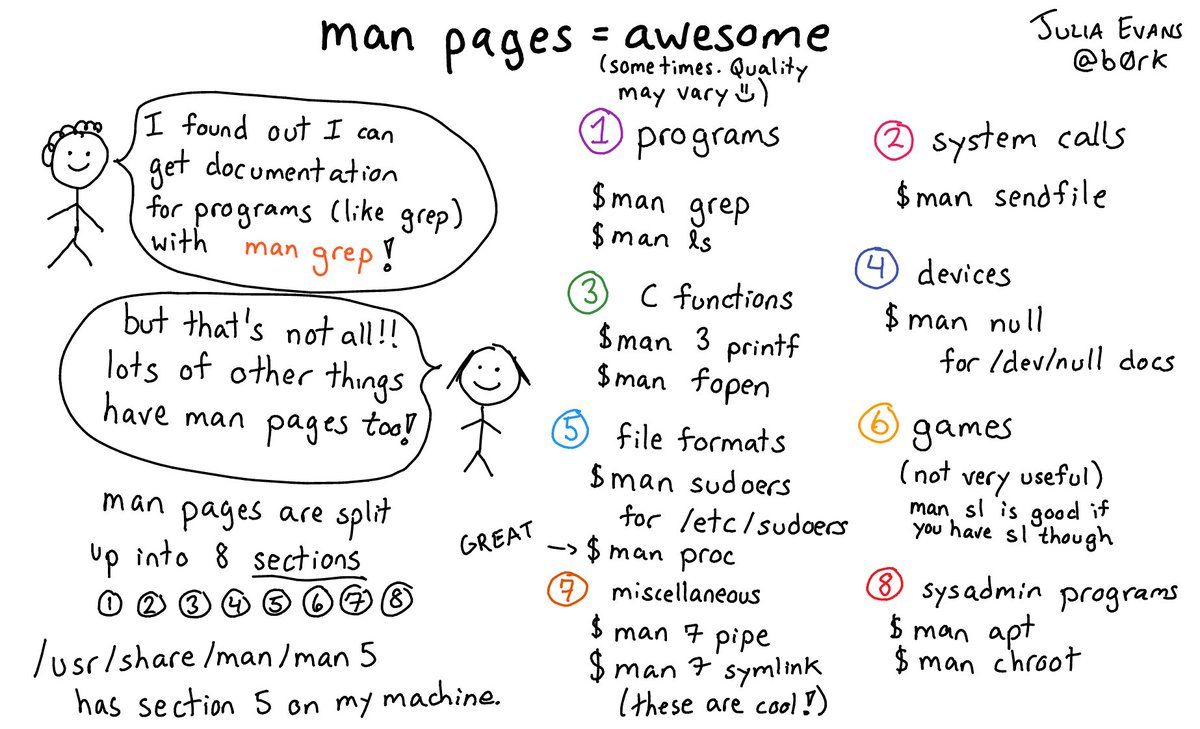 man pages = awesome
(sometimes. Quality
may vary)
JULIA EVANS
@b0rk
I found out I can
get documentation
for programs (like grep)
with man grep!
but that's not all!!
lots of other things
have man pages too!
man pages are split
up into 8 sections
① ② ③ ④ ⑤ ⑥ ⑦ ⑧
/usr/share/man/man 5
has section 5 on my machine.
① programs
$ man grep
$ man ls
② system calls
$ man sendfile
③ C functions
$ man 3 printf
$ man fopen
④ devices
$ man null
for /dev/null docs
⑤ file formats
$ man sudoers
for /etc/sudoers
GREAT -> $ man proc
⑥ games
(not very useful)
man sl is good if
you have sl though
⑦ miscellaneous
$ man 7 pipe
$ man 7 symlink
(these are cool!)
⑧ sysadmin programs
$ man apt
$ man chroot